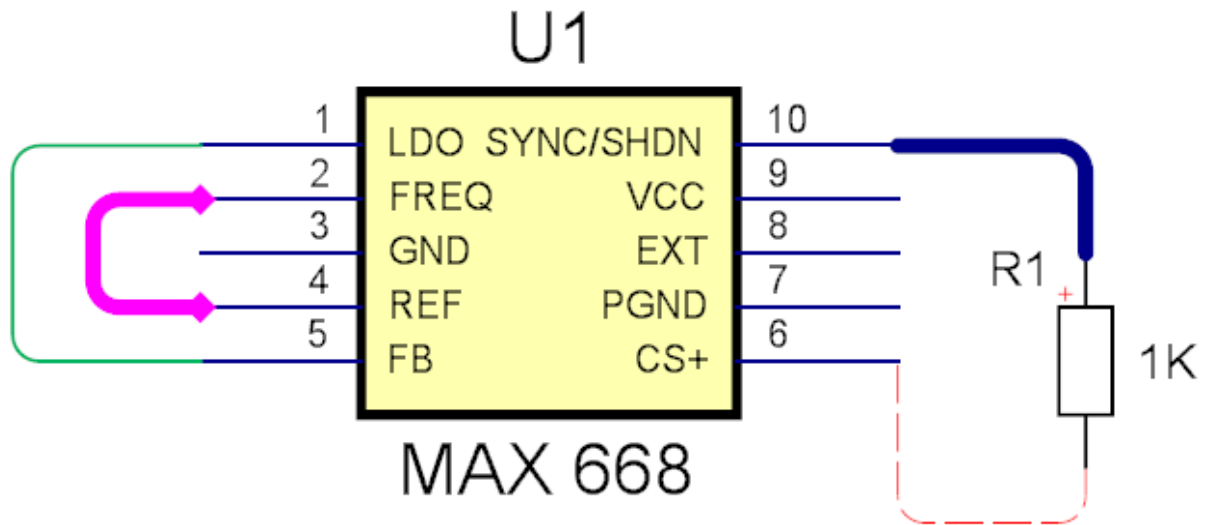 U1
1 LDO SYNC/SHDN 10
2 FREQ VCC 9
3 GND EXT 8
4 REF PGND 7
5 FB CS+ 6
R1 +
1K
MAX 668